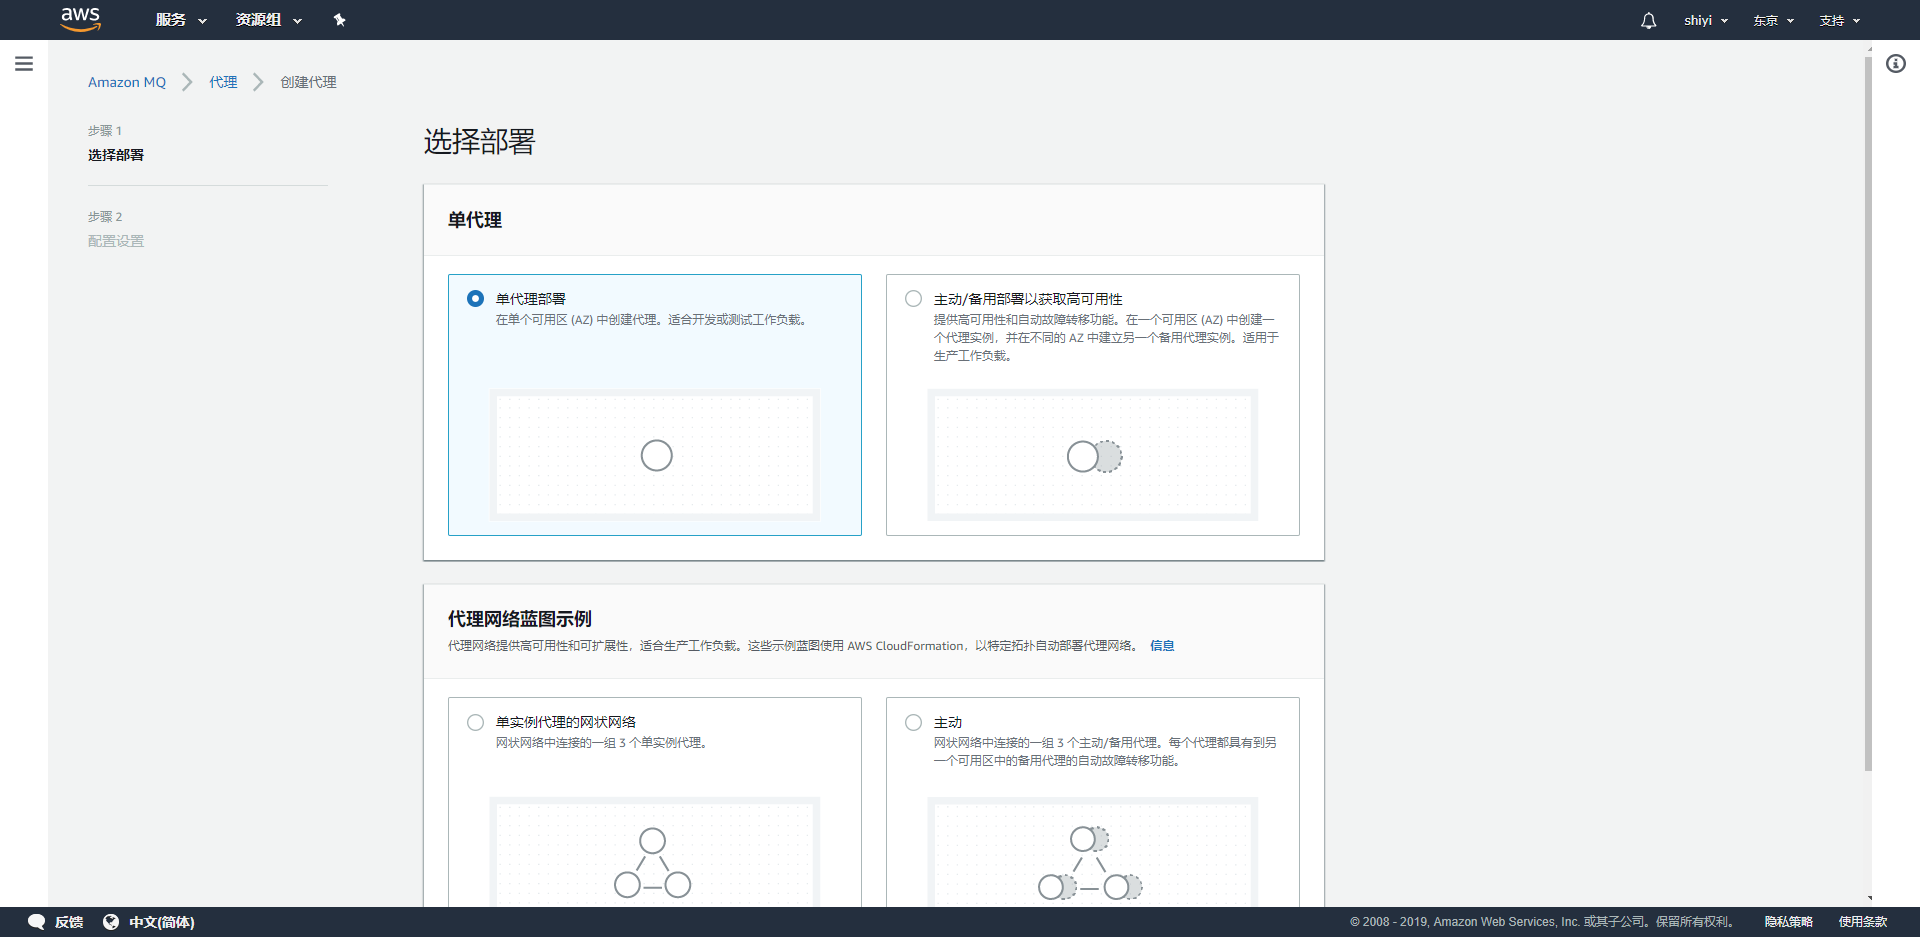 aws 服务 资源组 shiyi 东京 支持
Amazon MQ 代理 创建代理
步骤 1
选择部署
步骤 2
配置设置
选择部署
单代理
单代理部署
在单个可用区 (AZ) 中创建代理。适合开发或测试工作负载。
主动/备用部署以获取高可用性
提供高可用性和自动故障转移功能。在一个可用区 (AZ) 中创建一
个代理实例，并在不同的 AZ 中建立另一个备用代理实例。适用于
生产工作负载。
代理网络蓝图示例
代理网络提供高可用性和可扩展性，适合生产工作负载。这些示例蓝图使用 AWS CloudFormation，以特定拓扑自动部署代理网络。 信息
单实例代理的网状网络
网状网络中连接的一组 3 个单实例代理。
主动
网状网络中连接的一组 3 个主动/备用代理。每个代理都具有到另
一个可用区中的备用代理的自动故障转移功能。
反馈 中文(简体) © 2008 - 2019, Amazon Web Services, Inc. 或其子公司。保留所有权利。 隐私策略 使用条款